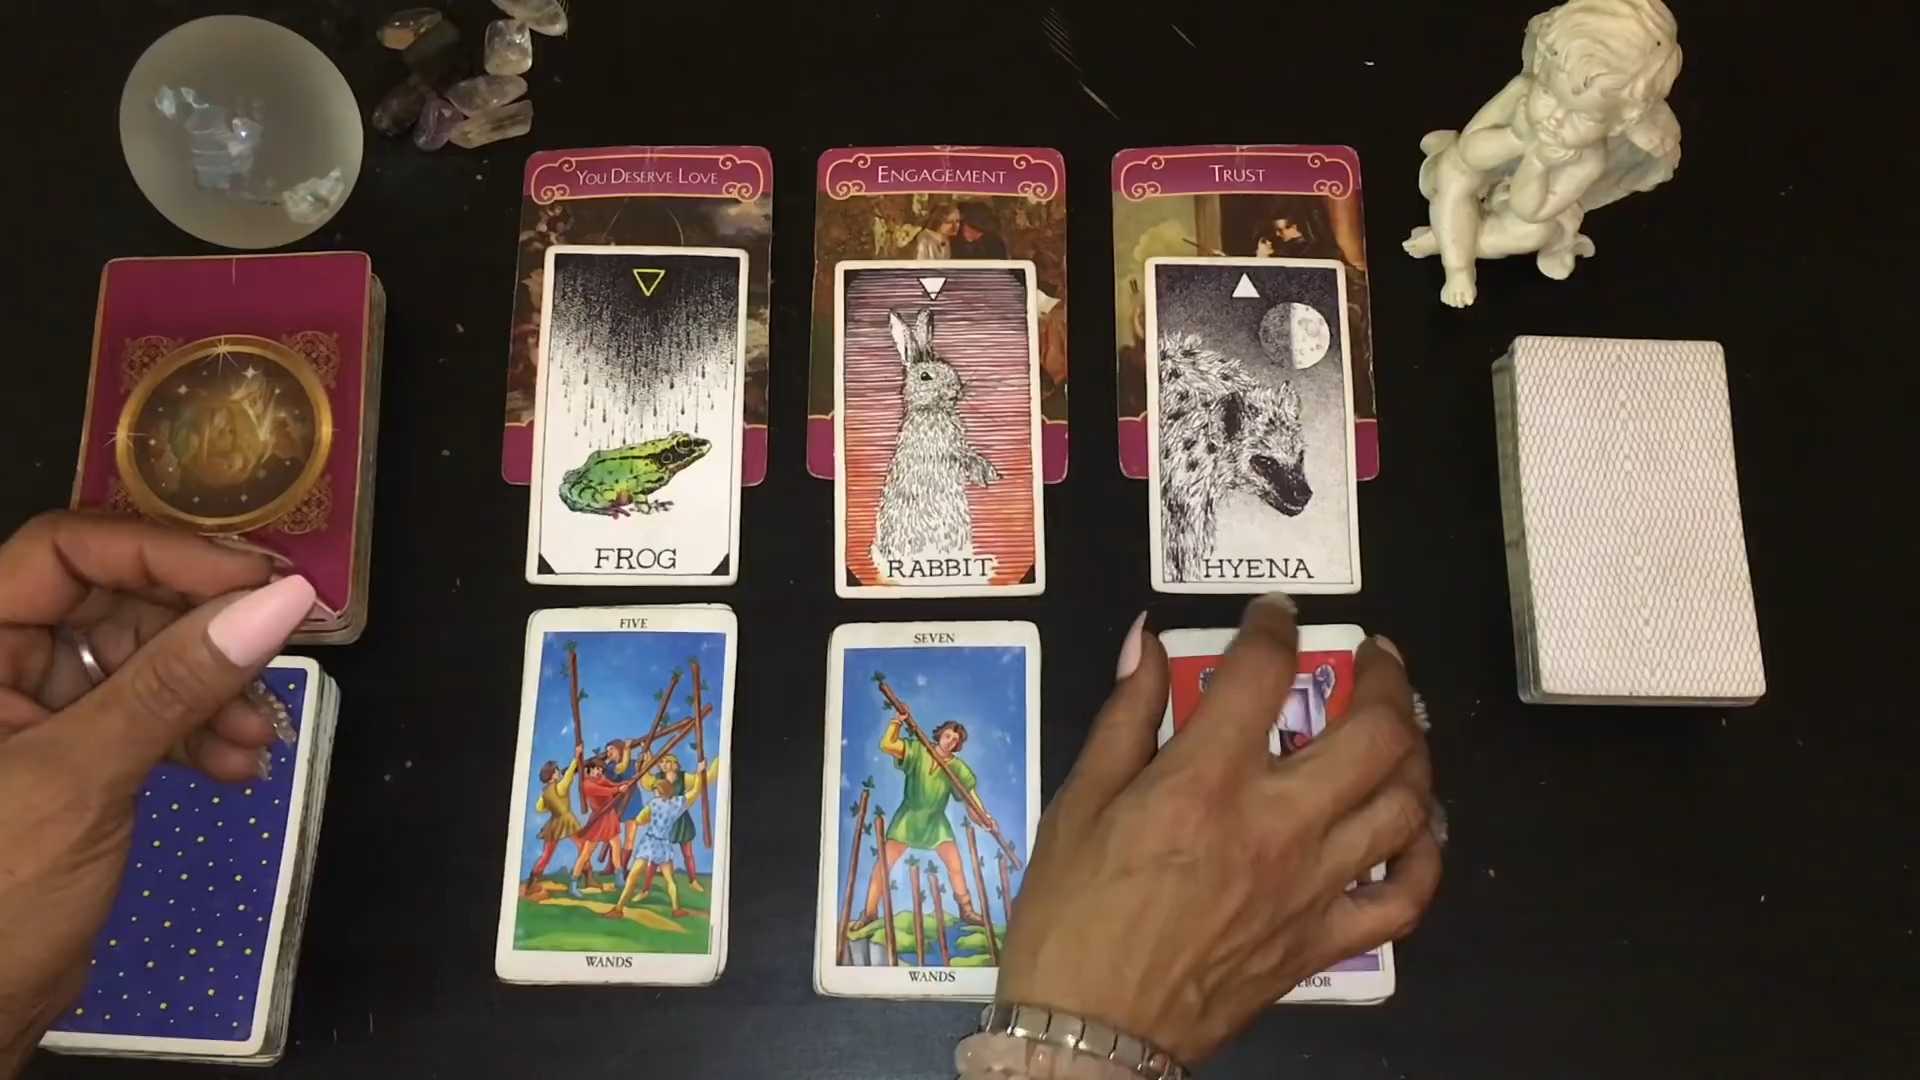 YOU DESERVE LOVE
ENGAGEMENT
TRUST
FROG
RABBIT
HYENA
FIVE
SEVEN
WANDS
WANDS